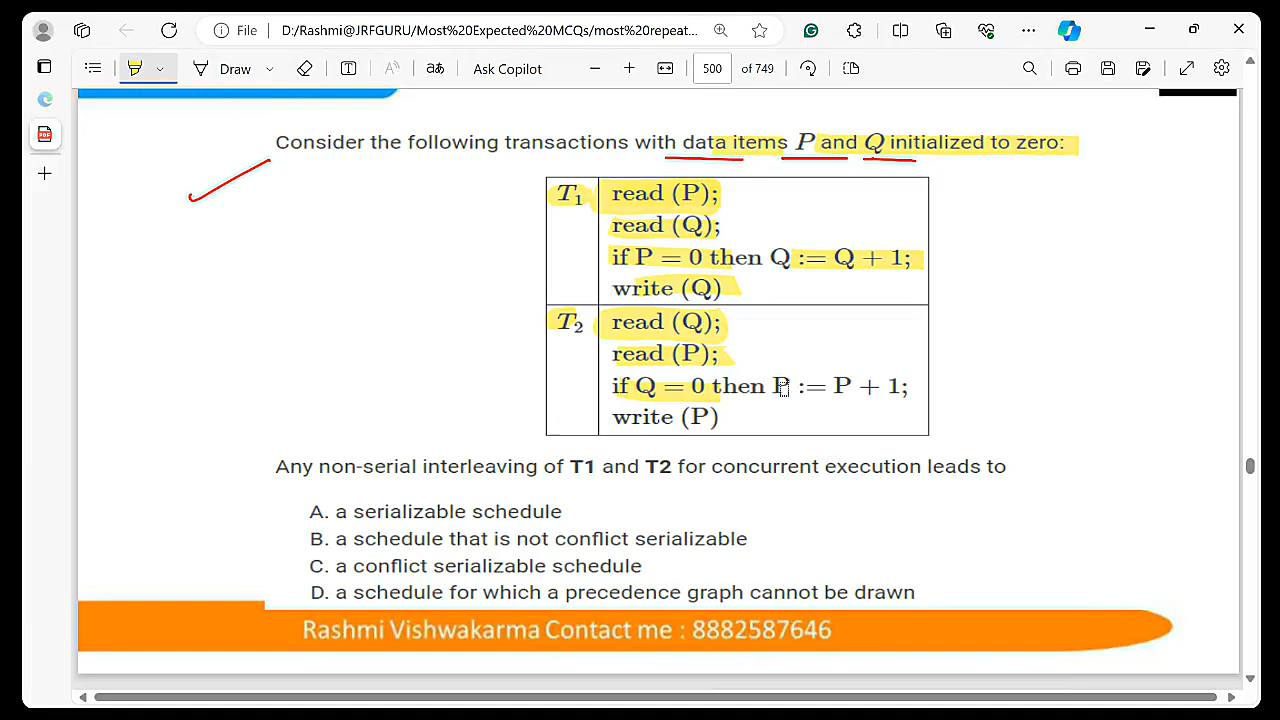 File D:/Rashmi@JRFGURU/Most%20Expected%20MCQs/most%20repeat...
Draw Ask Copilot 500 of 749
Consider the following transactions with data items P and Q initialized to zero:
T1 read (P);
read (Q);
if P = 0 then Q := Q + 1;
write (Q)
T2 read (Q);
read (P);
if Q = 0 then P := P + 1;
write (P)
Any non-serial interleaving of T1 and T2 for concurrent execution leads to
A. a serializable schedule
B. a schedule that is not conflict serializable
C. a conflict serializable schedule
D. a schedule for which a precedence graph cannot be drawn
Rashmi Vishwakarma Contact me : 8882587646